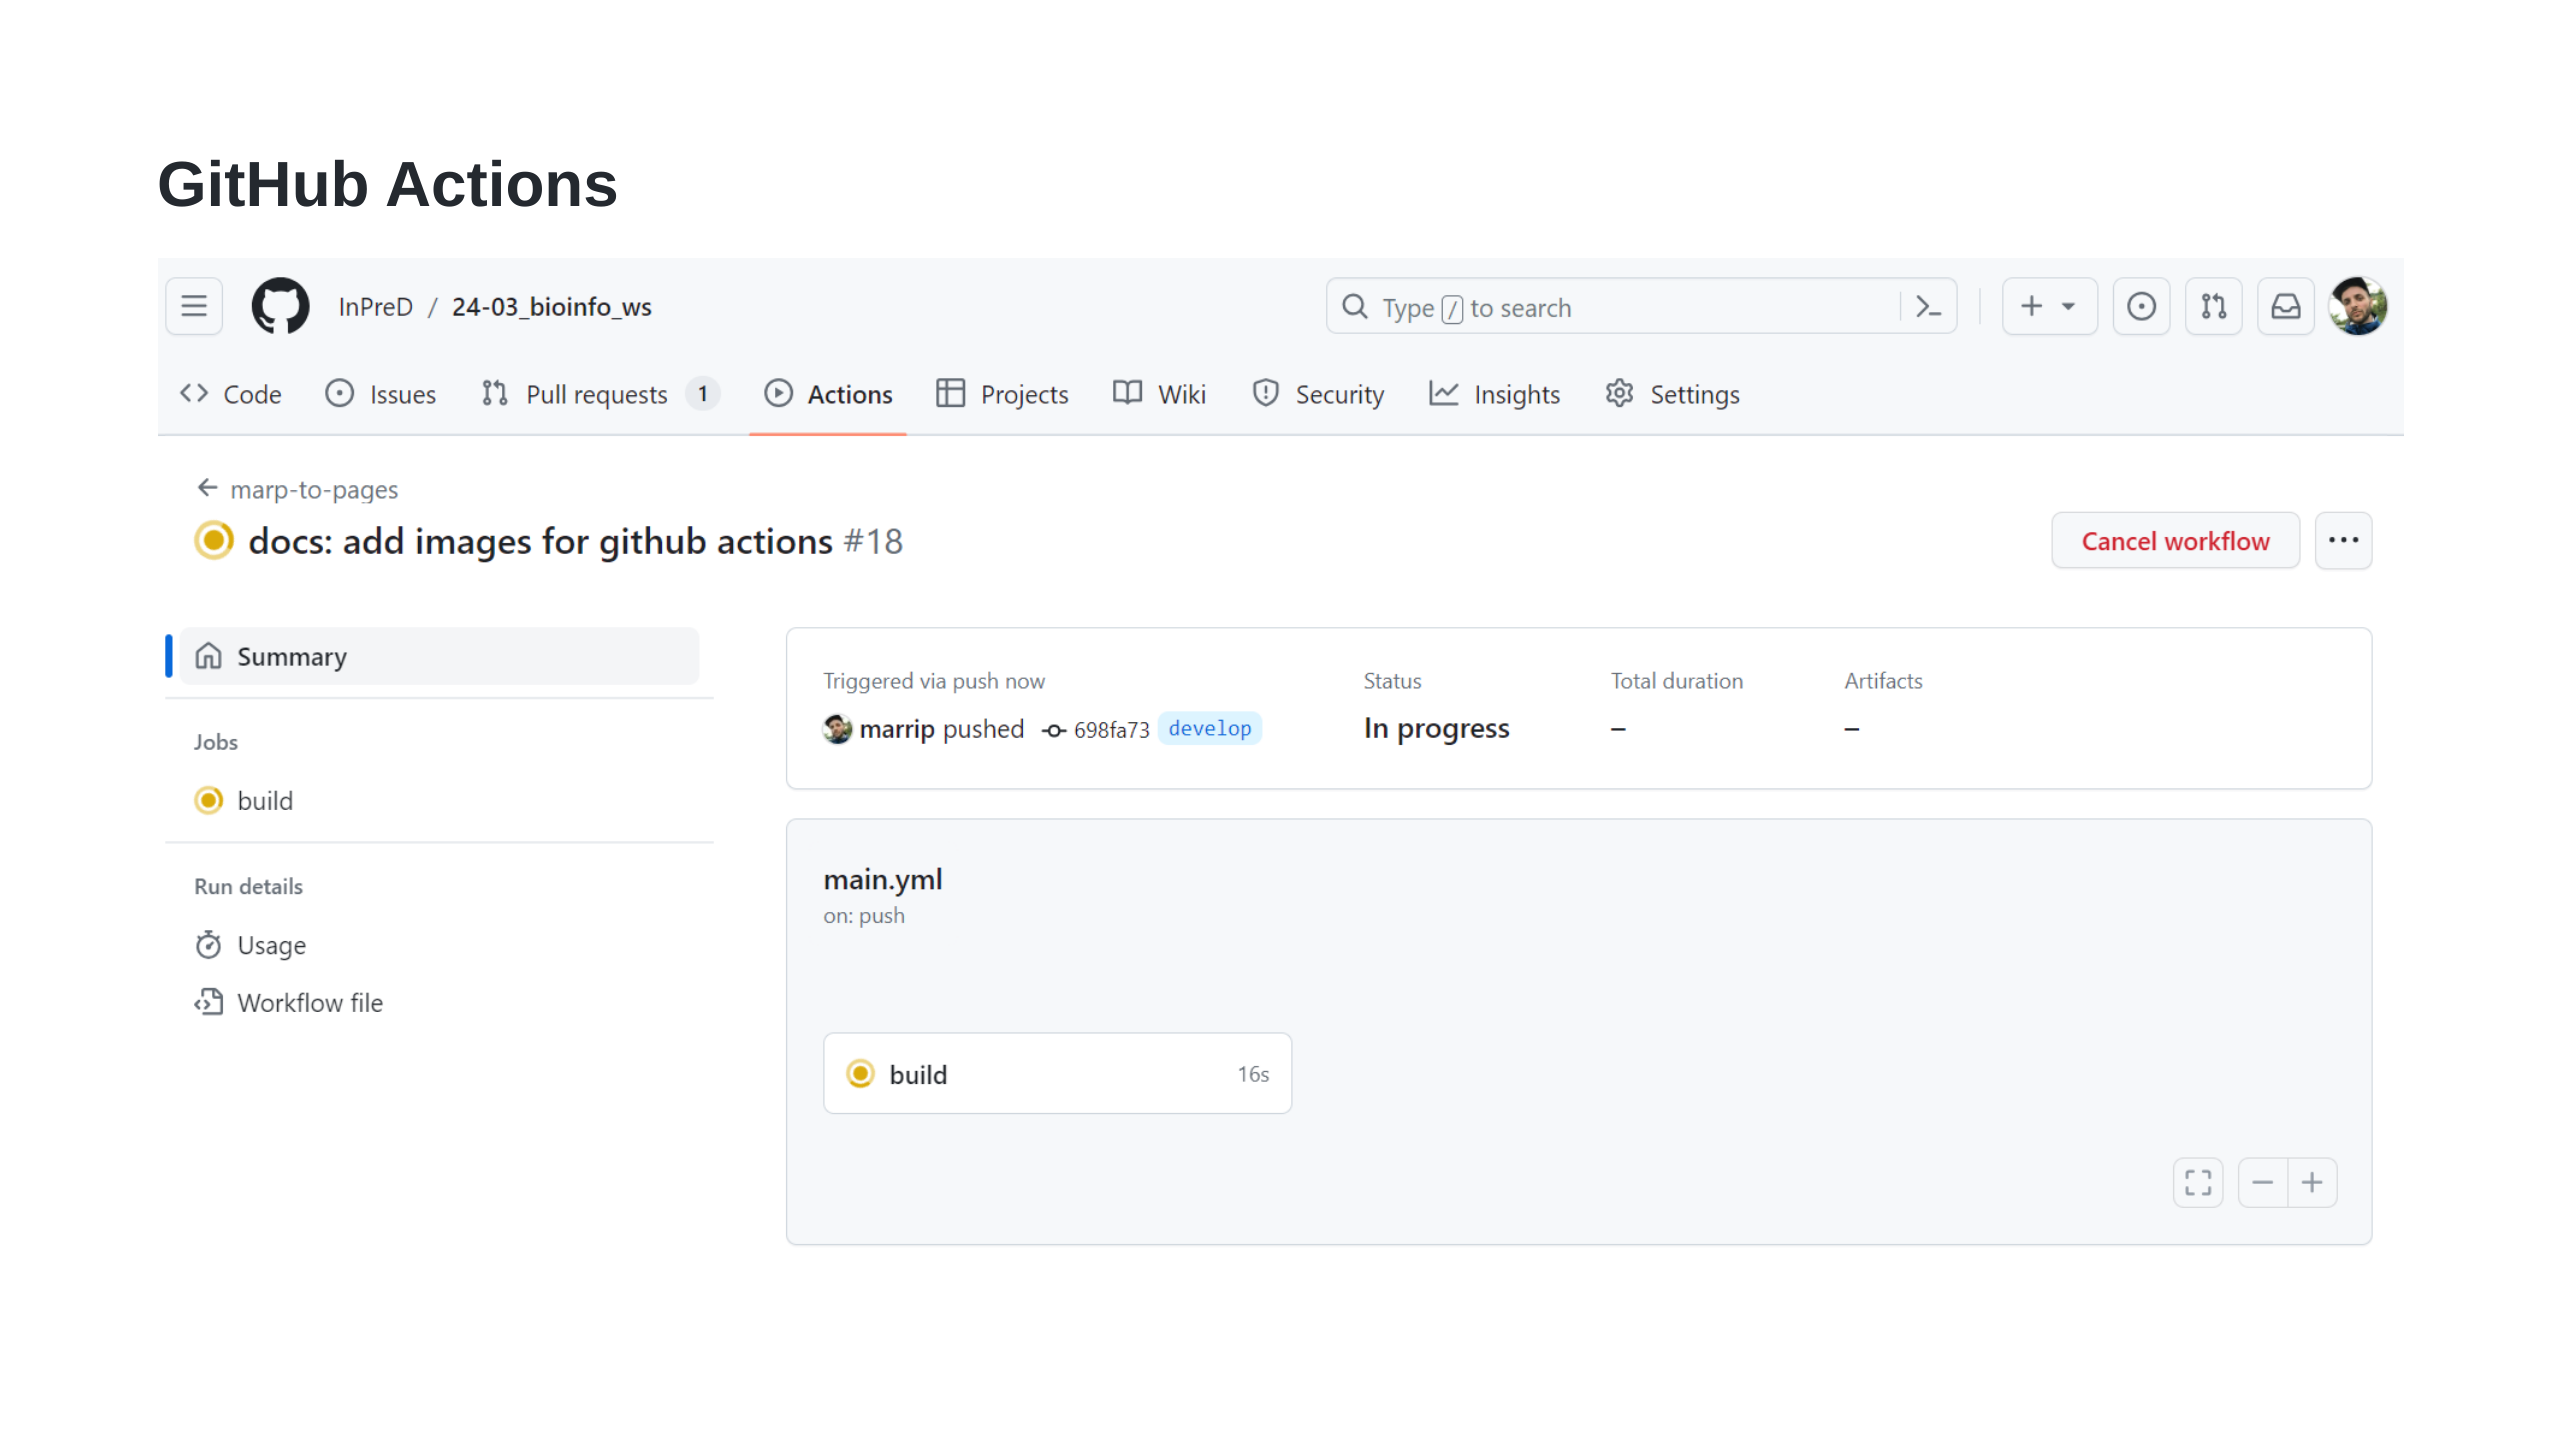 GitHub Actions
InPreD / 24-03_bioinfo_ws
Type / to search
Code Issues Pull requests 1 Actions Projects Wiki Security Insights Settings
marp-to-pages
docs: add images for github actions #18
Cancel workflow
Summary
Triggered via push now Status Total duration Artifacts
marrip pushed 698fa73 develop In progress – –
Jobs
build
main.yml
Run details
on: push
Usage
Workflow file
build 16s